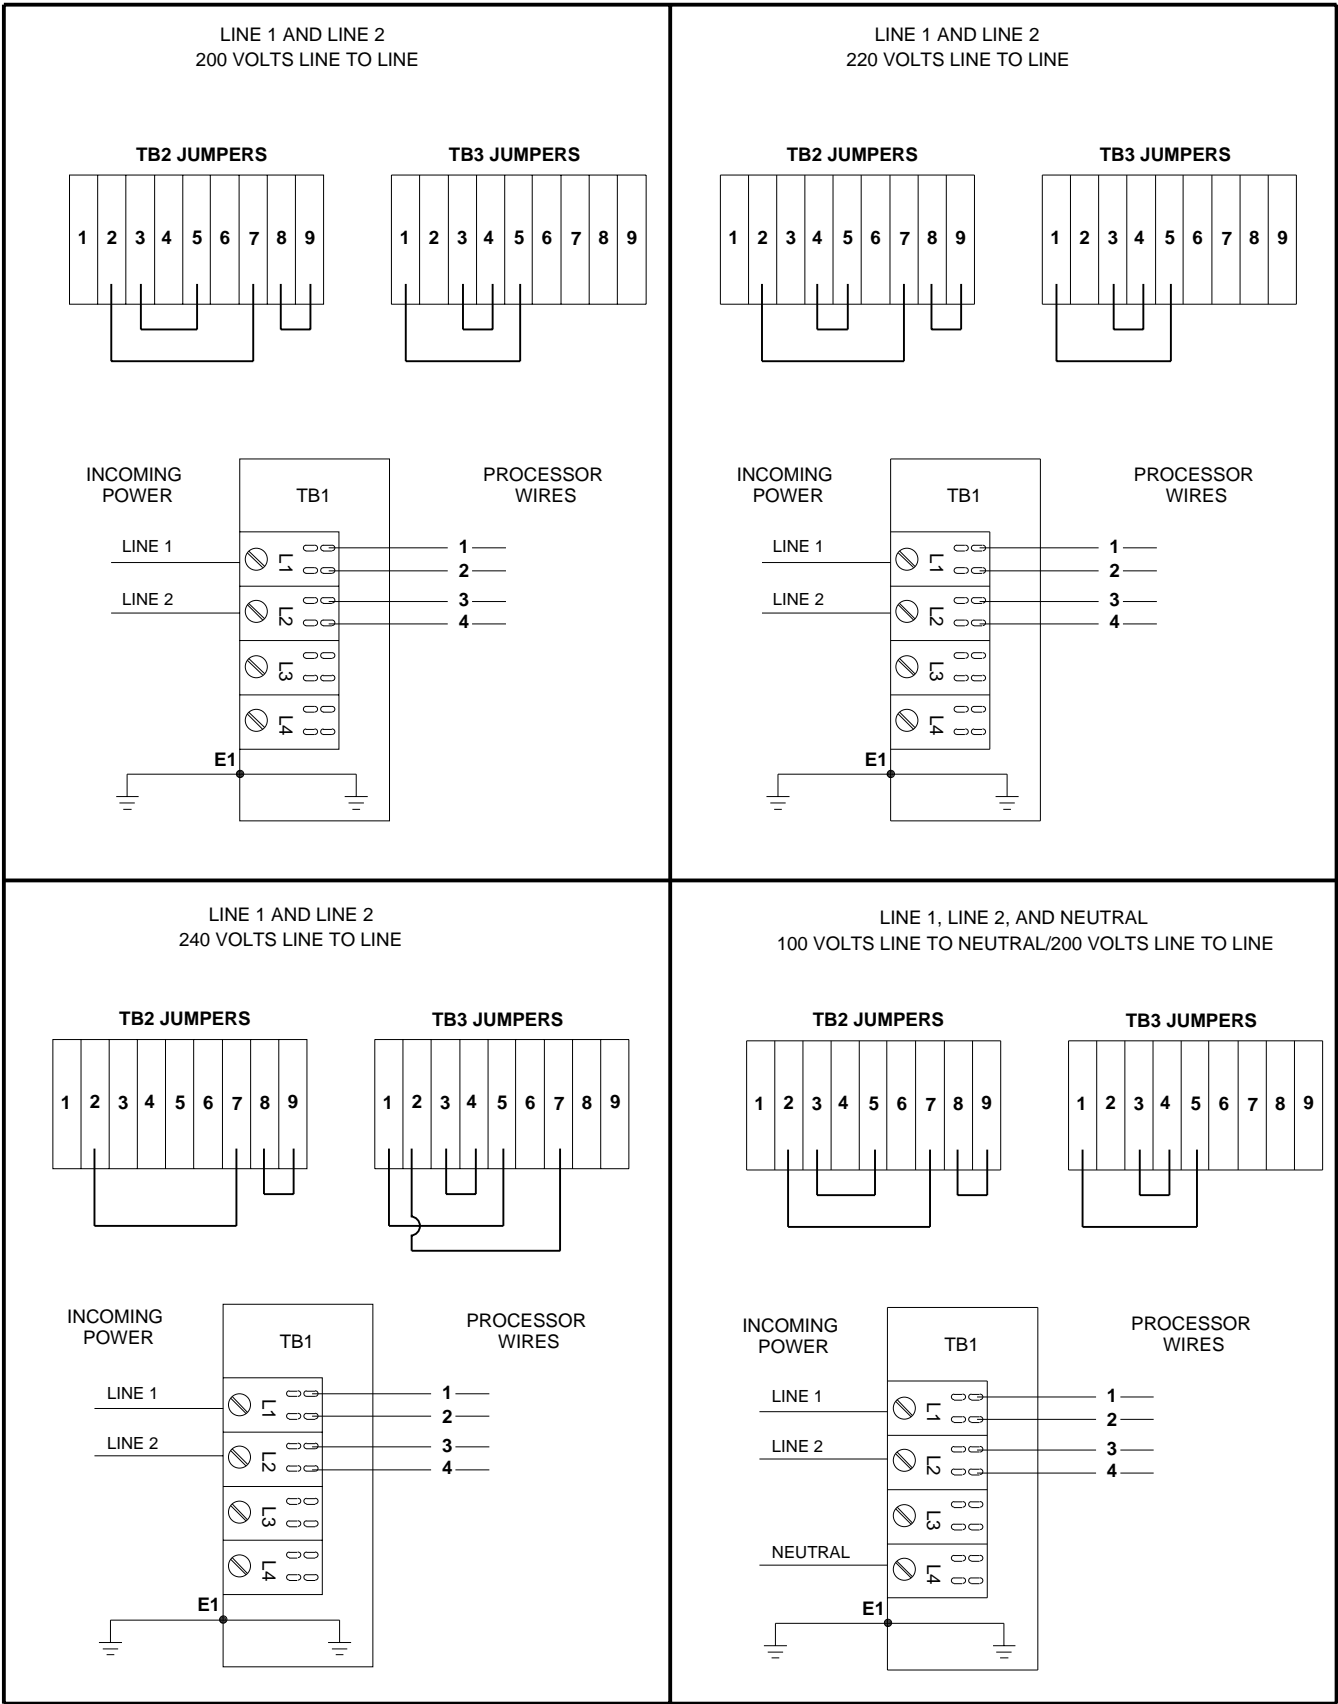 LINE 1 AND LINE 2
200 VOLTS LINE TO LINE
TB2 JUMPERS TB3 JUMPERS
1 2 3 4 5 6 7 8 9 1 2 3 4 5 6 7 8 9
INCOMING
POWER
TB1
PROCESSOR
WIRES
LINE 1
L1
1
2
LINE 2
L2
3
4
L3
L4
E1
LINE 1 AND LINE 2
220 VOLTS LINE TO LINE
TB2 JUMPERS TB3 JUMPERS
1 2 3 4 5 6 7 8 9 1 2 3 4 5 6 7 8 9
INCOMING
POWER
TB1
PROCESSOR
WIRES
LINE 1
L1
1
2
LINE 2
L2
3
4
L3
L4
E1
LINE 1 AND LINE 2
240 VOLTS LINE TO LINE
TB2 JUMPERS TB3 JUMPERS
1 2 3 4 5 6 7 8 9 1 2 3 4 5 6 7 8 9
INCOMING
POWER
TB1
PROCESSOR
WIRES
LINE 1
L1
1
2
LINE 2
L2
3
4
L3
L4
E1
LINE 1, LINE 2, AND NEUTRAL
100 VOLTS LINE TO NEUTRAL/200 VOLTS LINE TO LINE
TB2 JUMPERS TB3 JUMPERS
1 2 3 4 5 6 7 8 9 1 2 3 4 5 6 7 8 9
INCOMING
POWER
TB1
PROCESSOR
WIRES
LINE 1
L1
1
2
LINE 2
L2
3
4
L3
NEUTRAL
L4
E1